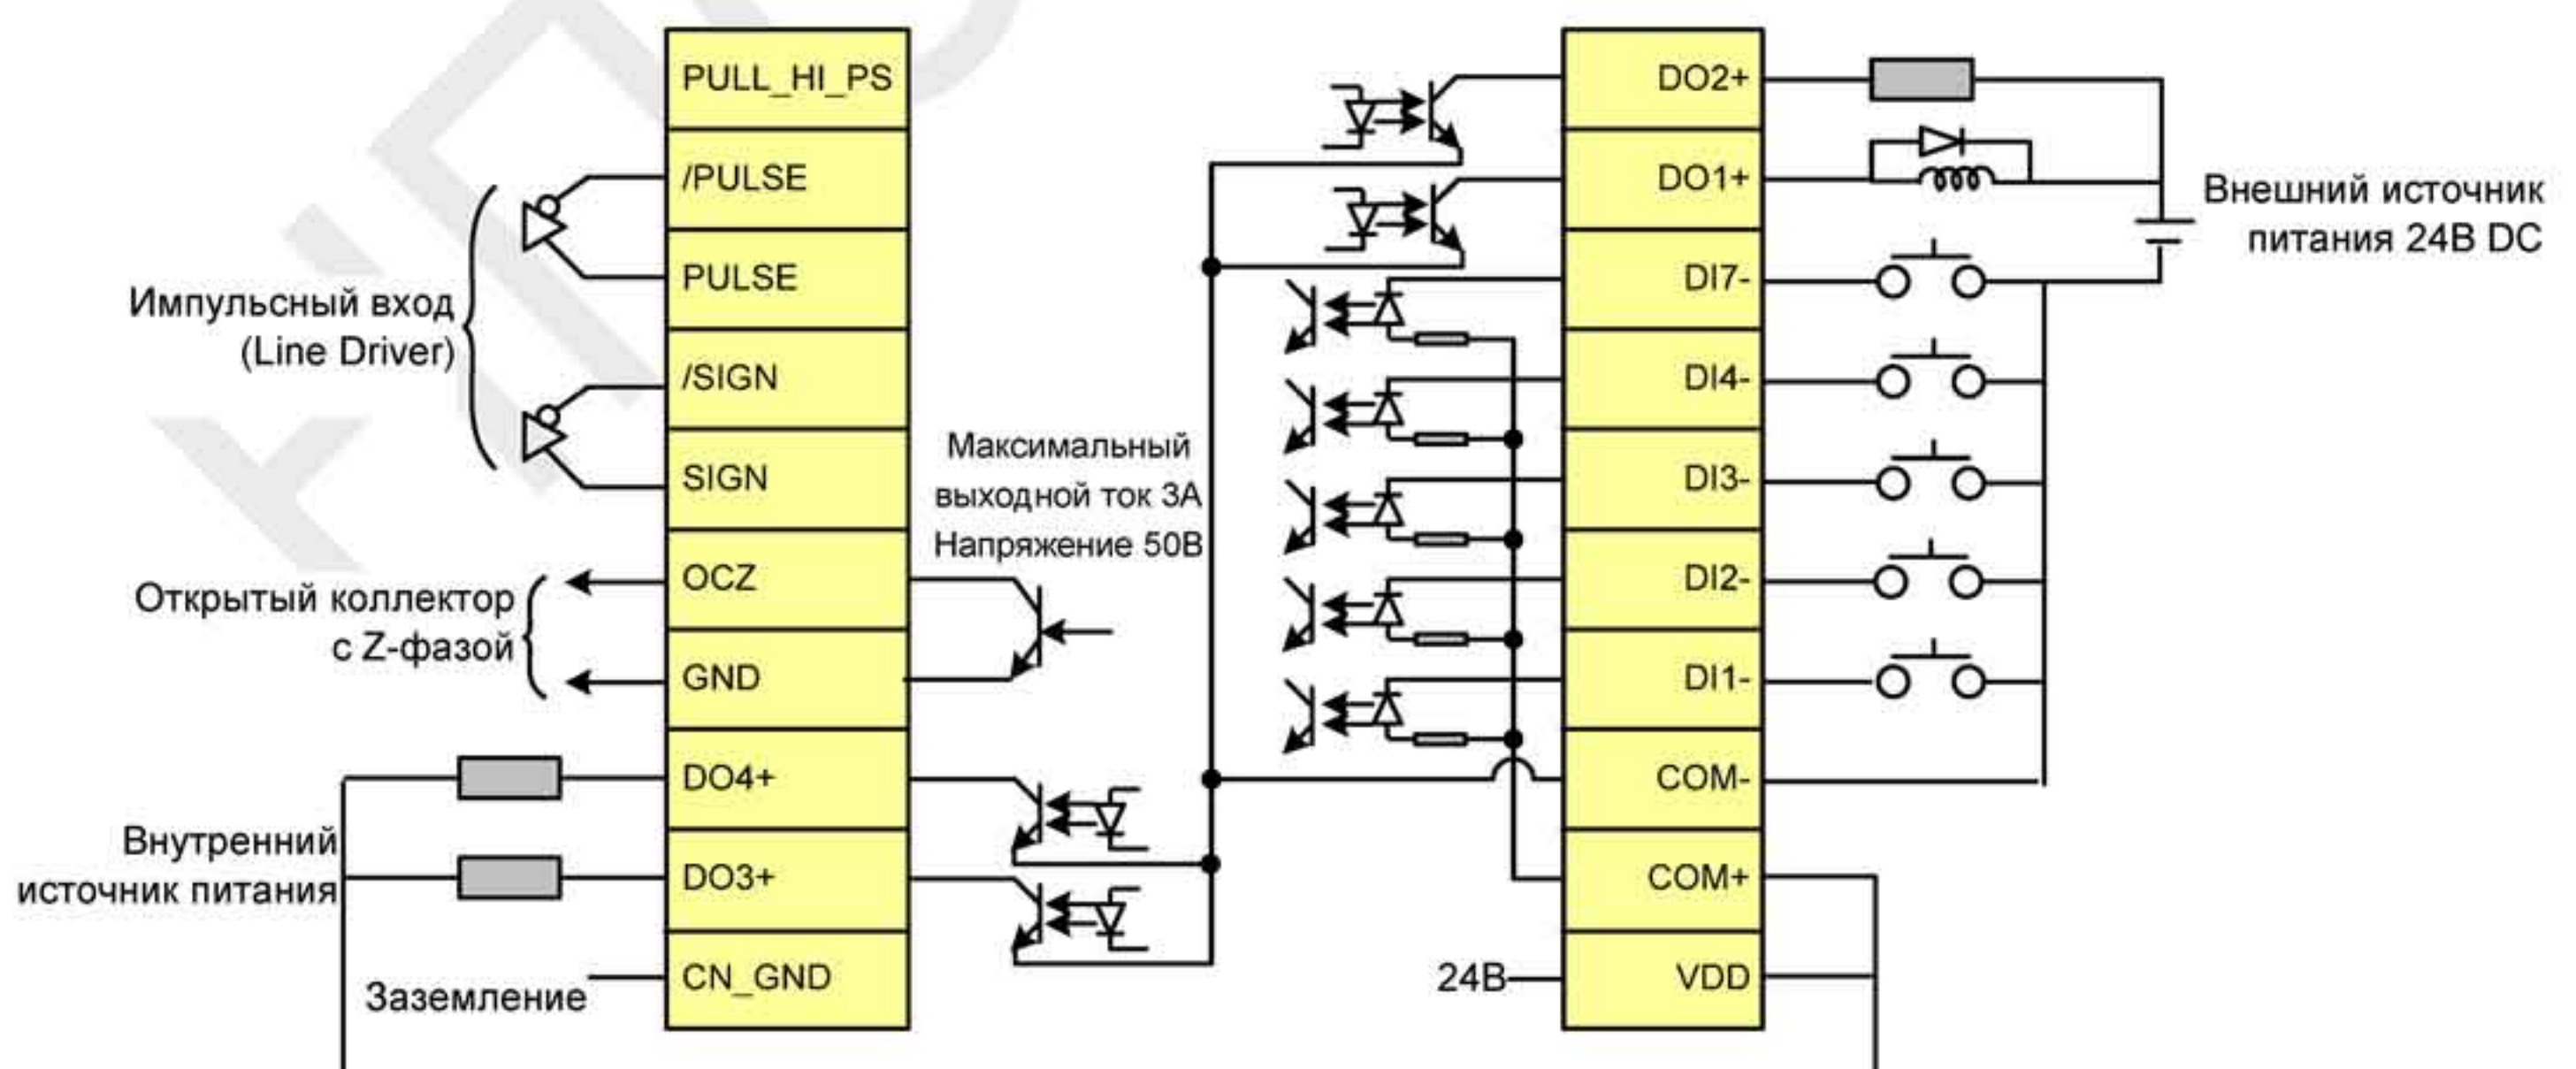 PULL_HI_PS
/PULSE
PULSE
/SIGN
SIGN
OCZ
GND
DO4+
DO3+
CN_GND
Импульсный вход
(Line Driver)
Открытый коллектор
с Z-фазой
Внутренний
источник питания
Заземление
Максимальный
выходной ток 3А
Напряжение 50В
DO2+
DO1+
DI7-
DI4-
DI3-
DI2-
DI1-
COM-
COM+
VDD
24В
Внешний источник
питания 24В DC